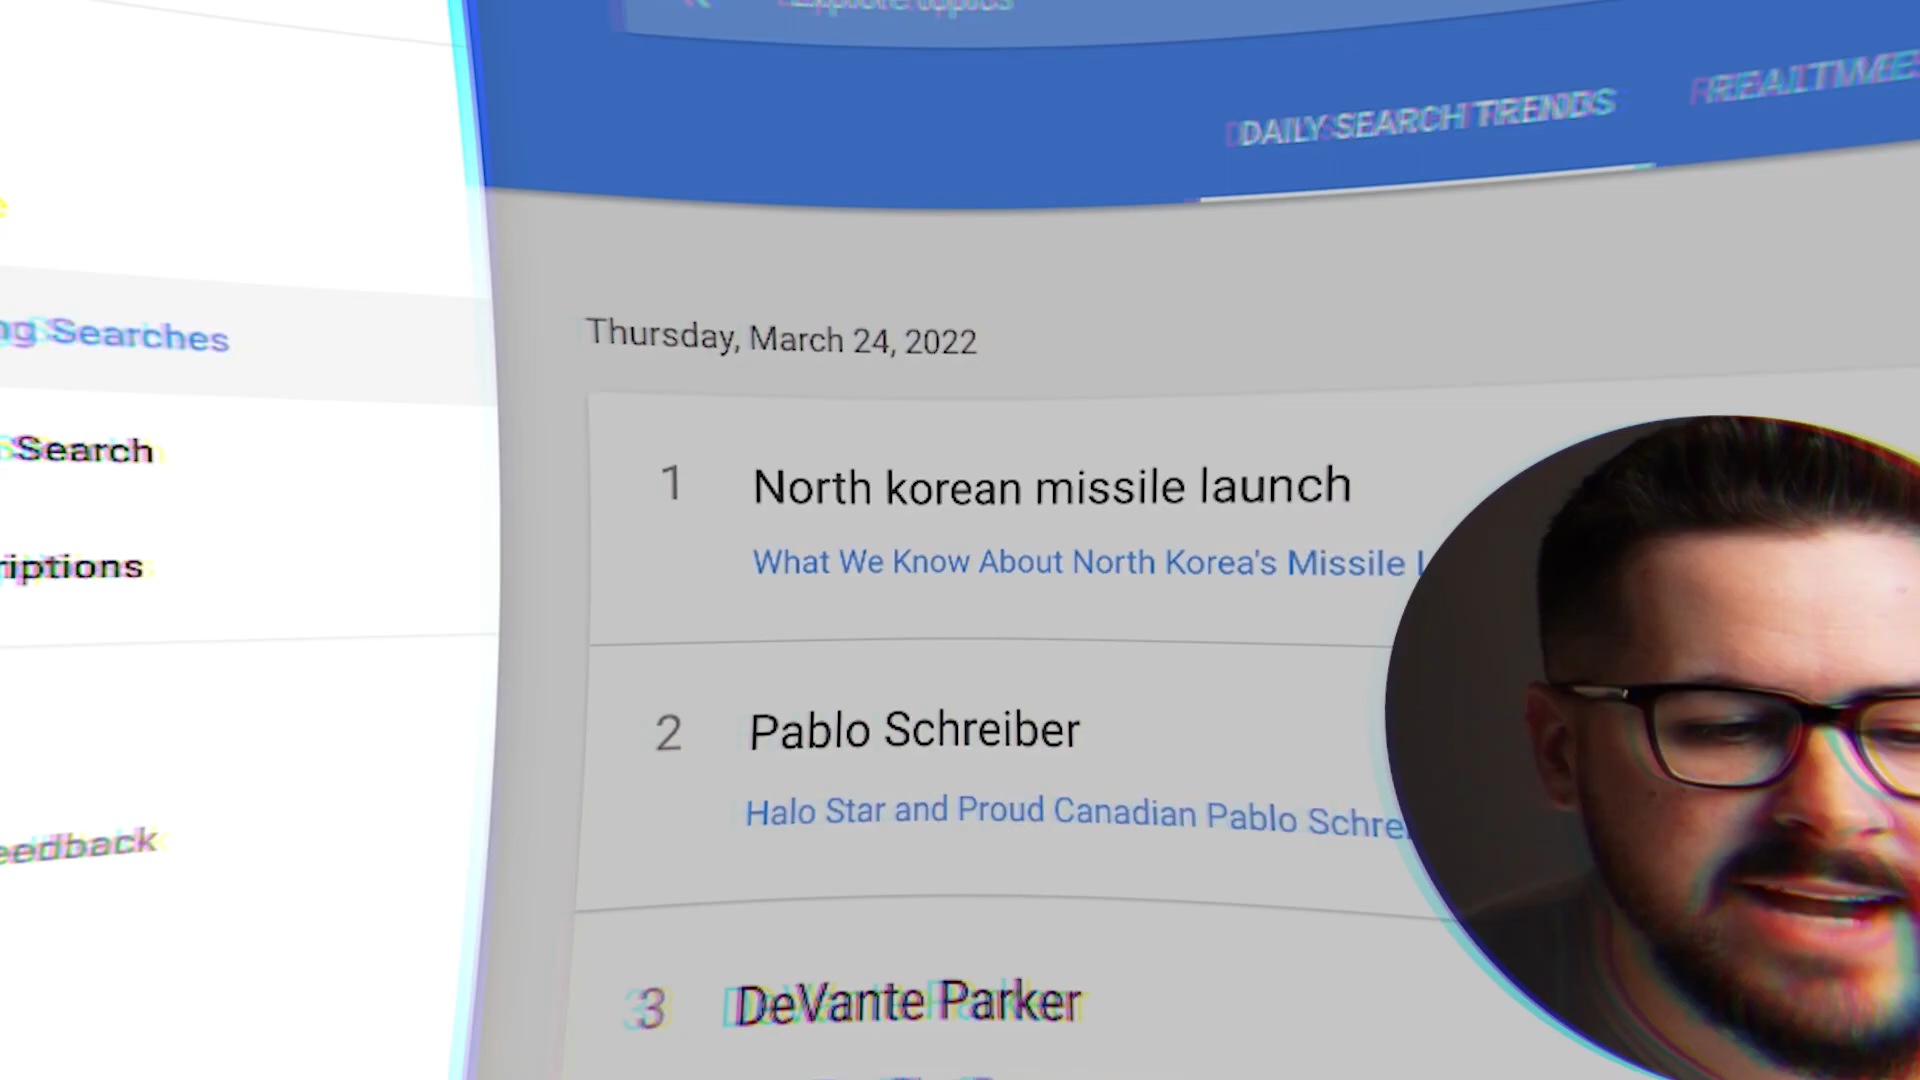 Explore topics
DAILY SEARCH TRENDS
REALTIME
ng Searches
Search
riptions
eedback
Thursday, March 24, 2022
1 North korean missile launch
What We Know About North Korea's Missile
2 Pablo Schreiber
Halo Star and Proud Canadian Pablo Schre
3 DeVante Parker